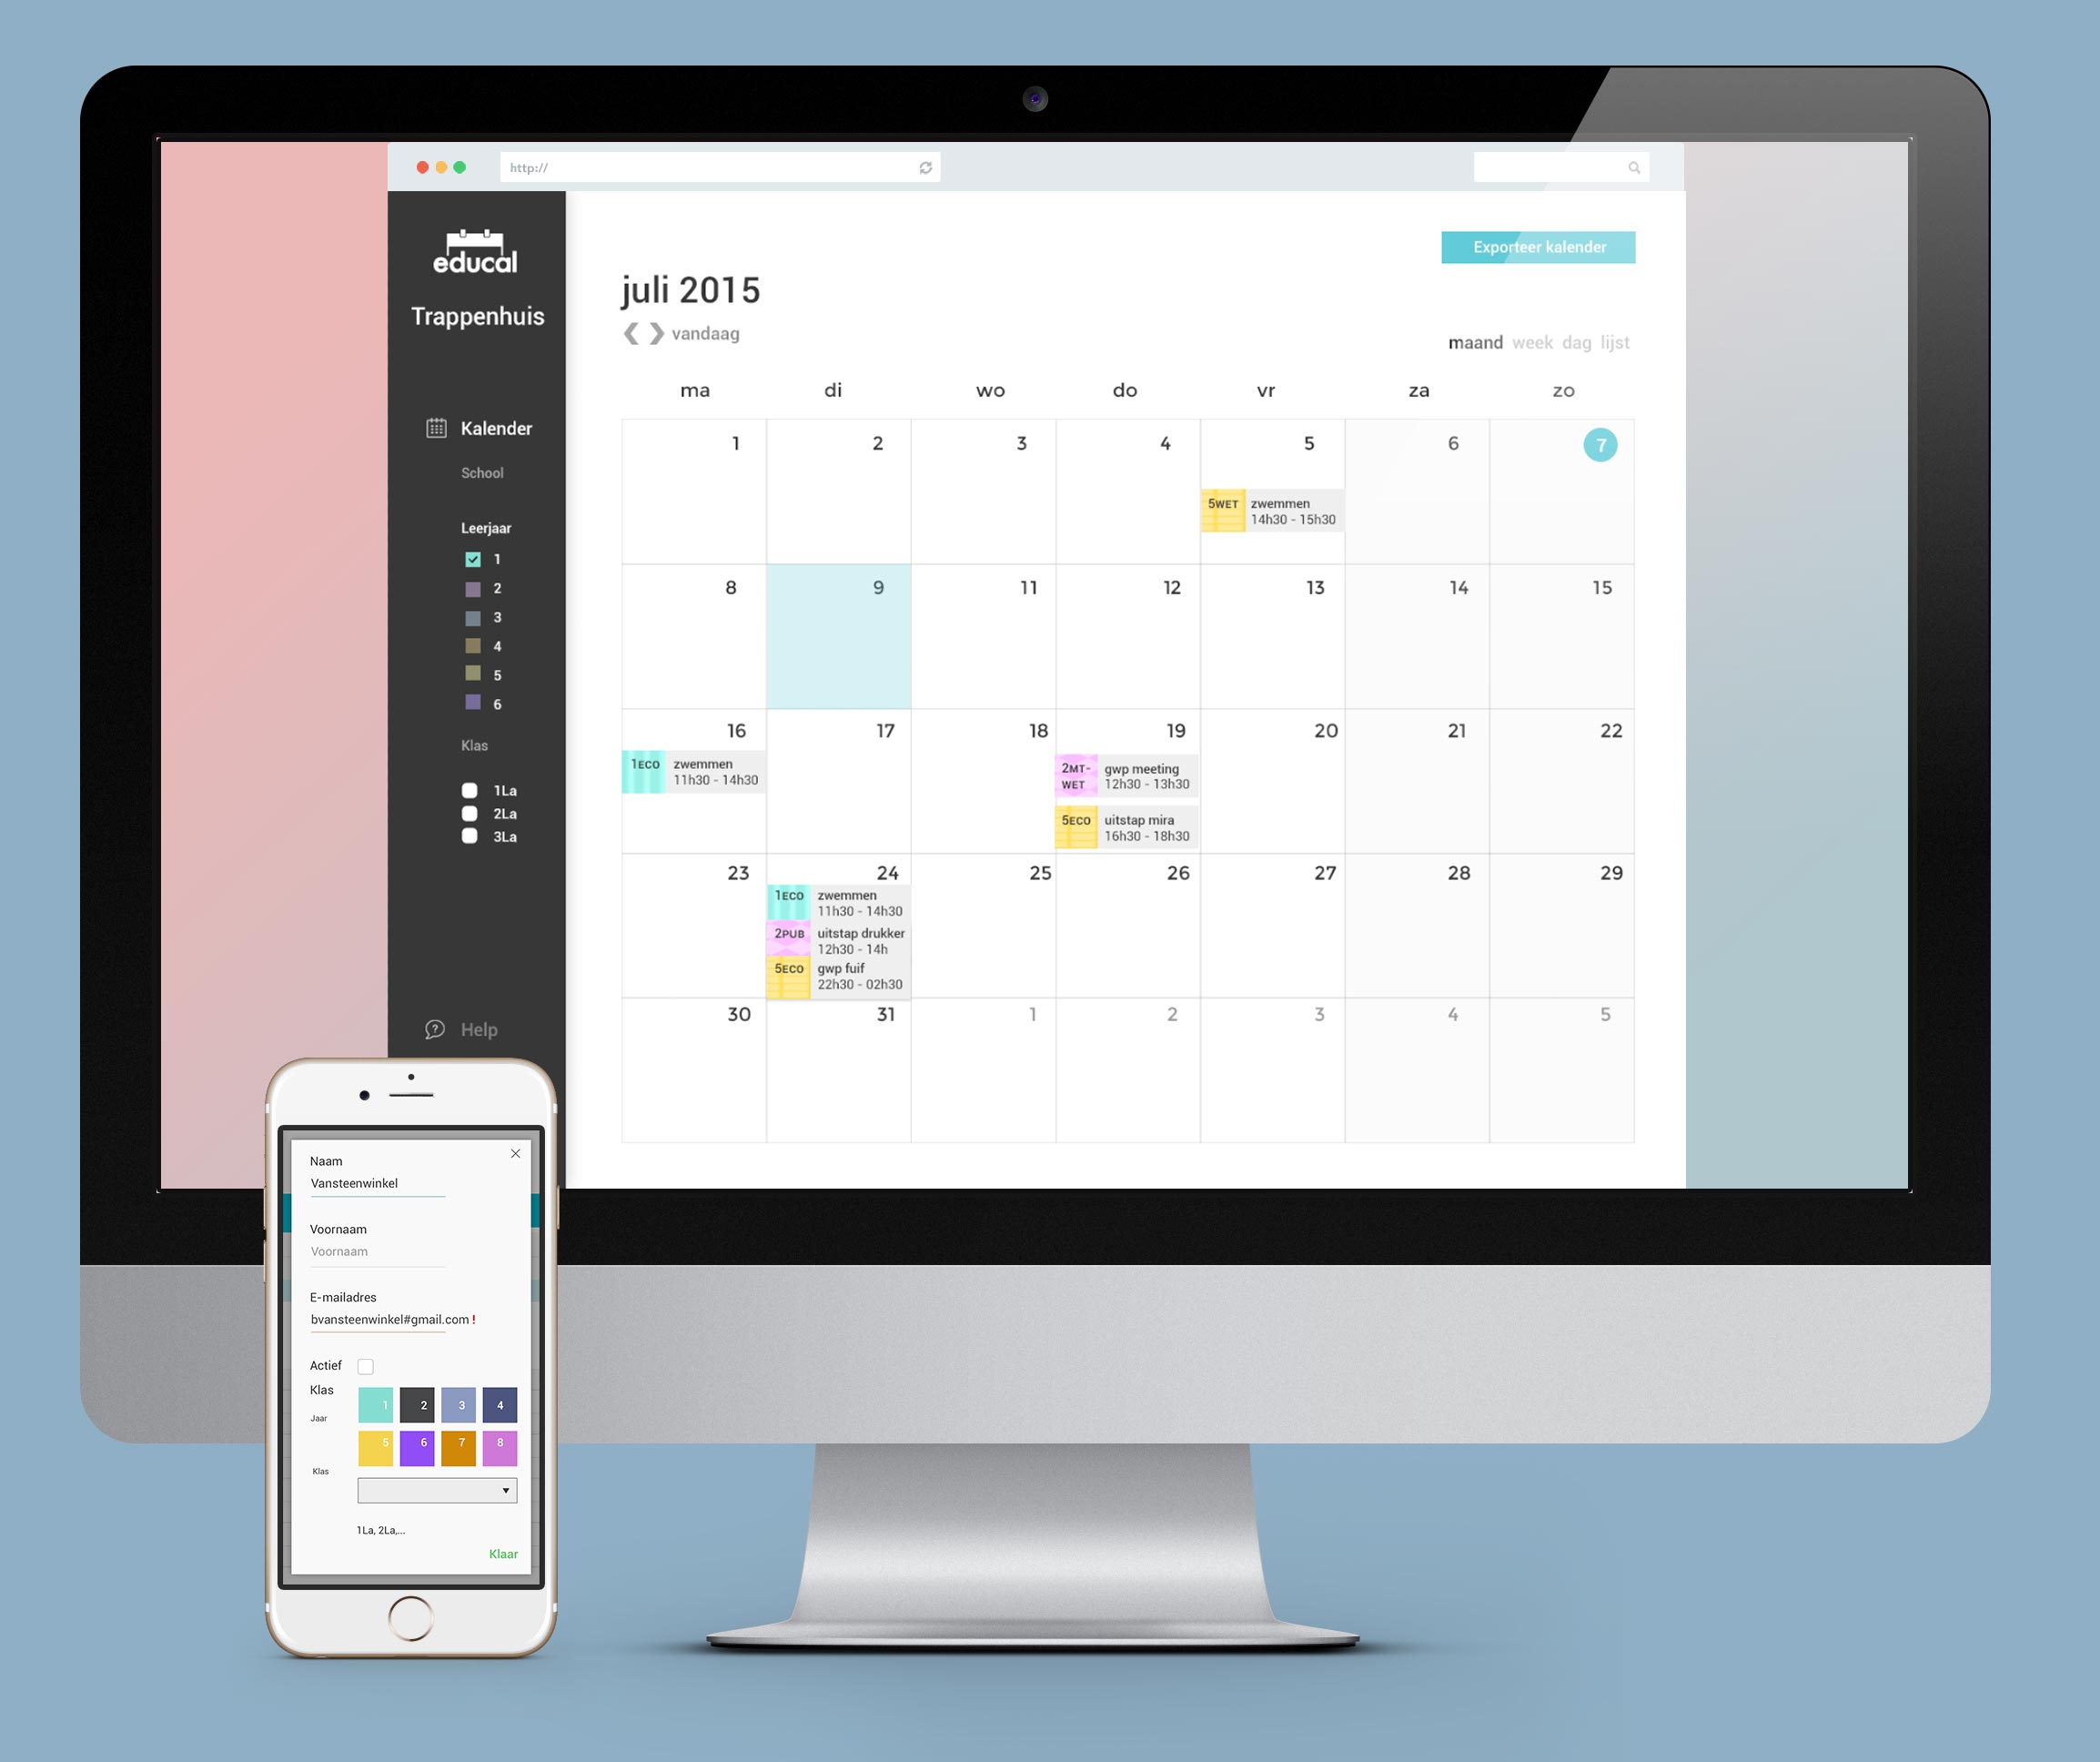 http://
educal
Trappenhuis
Exporteer kalender
juli 2015
vandaag
maand week dag lijst
Kalender
School
Leerjaar
1
2
3
4
5
6
Klas
1La
2La
3La
Help
ma di wo do vr za zo
1 2 3 4 5 6 7
5WET zwemmen
14h30 - 15h30
8 9 11 12 13 14 15
16 17 18 19 20 21 22
1ECO zwemmen
11h30 - 14h30
2MT-WET gwp meeting
12h30 - 13h30
5ECO uitstap mira
16h30 - 18h30
23 24 25 26 27 28 29
1ECO zwemmen
11h30 - 14h30
2PUB uitstap drukker
12h30 - 14h
5ECO gwp fuif
22h30 - 02h30
30 31 1 2 3 4 5
Naam
Vansteenwinkel
Voornaam
Voornaam
E-mailadres
bvansteenwinkel#gmail.com !
Actief
Klas
Jaar
1 2 3 4
5 6 7 8
Klas
1La, 2La,...
Klaar